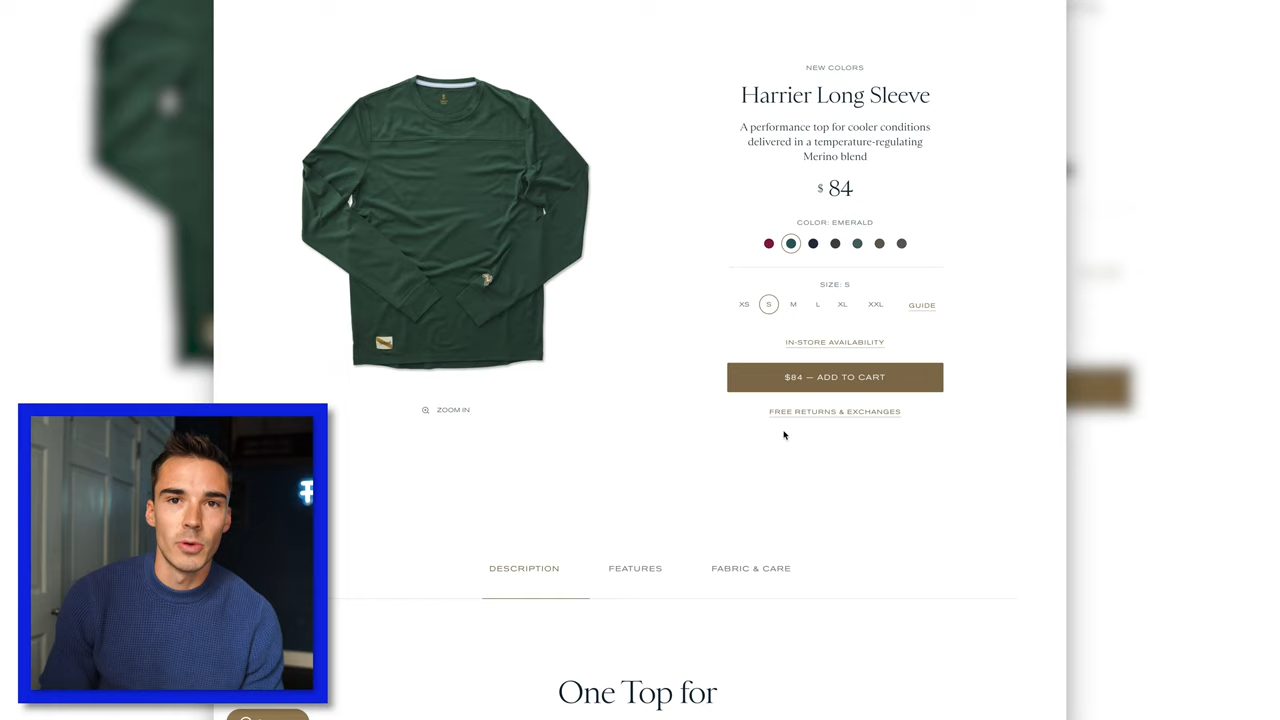 NEW COLORS
Harrier Long Sleeve
A performance top for cooler conditions
delivered in a temperature-regulating
Merino blend
$ 84
COLOR: EMERALD
SIZE: S
XS S M L XL XXL GUIDE
IN-STORE AVAILABILITY
$84 — ADD TO CART
FREE RETURNS & EXCHANGES
ZOOM IN
DESCRIPTION FEATURES FABRIC & CARE
One Top for